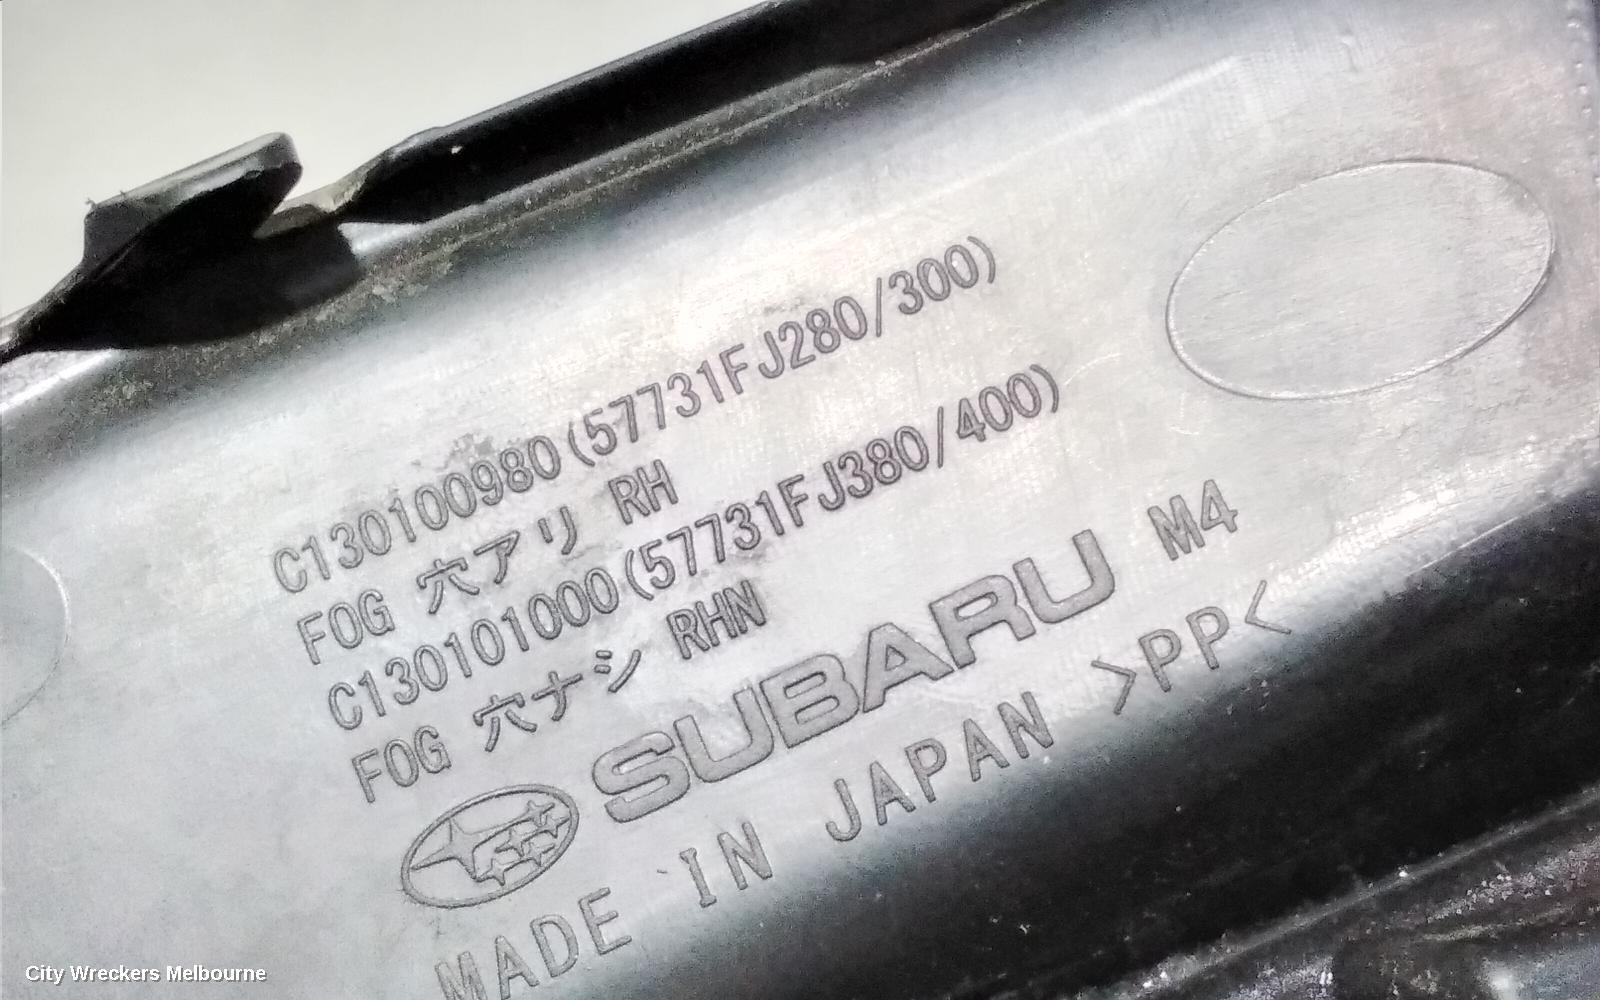 C130100980(57731FJ280/300)
FOG 穴アリ RH
C130101000(57731FJ380/400)
FOG 穴ナシ RHN
SUBARU M4
MADE IN JAPAN >PP<
City Wreckers Melbourne